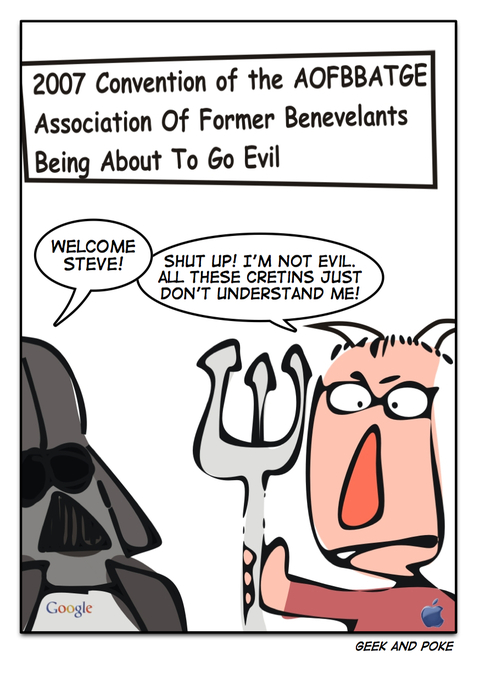 2007 Convention of the AOFBBATGE
Association Of Former Benevelants
Being About To Go Evil
WELCOME
STEVE!
SHUT UP! I'M NOT EVIL.
ALL THESE CRETINS JUST
DON'T UNDERSTAND ME!
Google
GEEK AND POKE